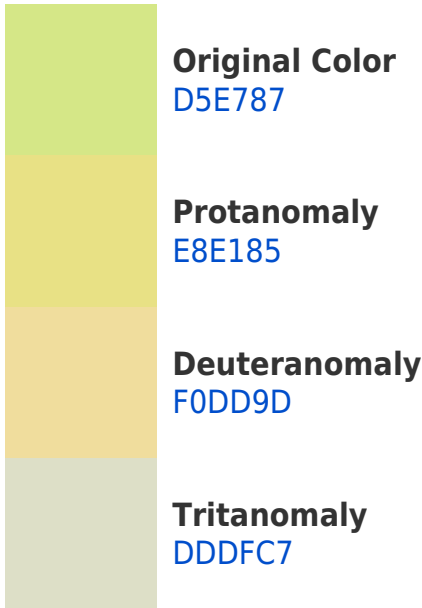 Original Color
D5E787
Protanomaly
E8E185
Deuteranomaly
F0DD9D
Tritanomaly
DDDFC7